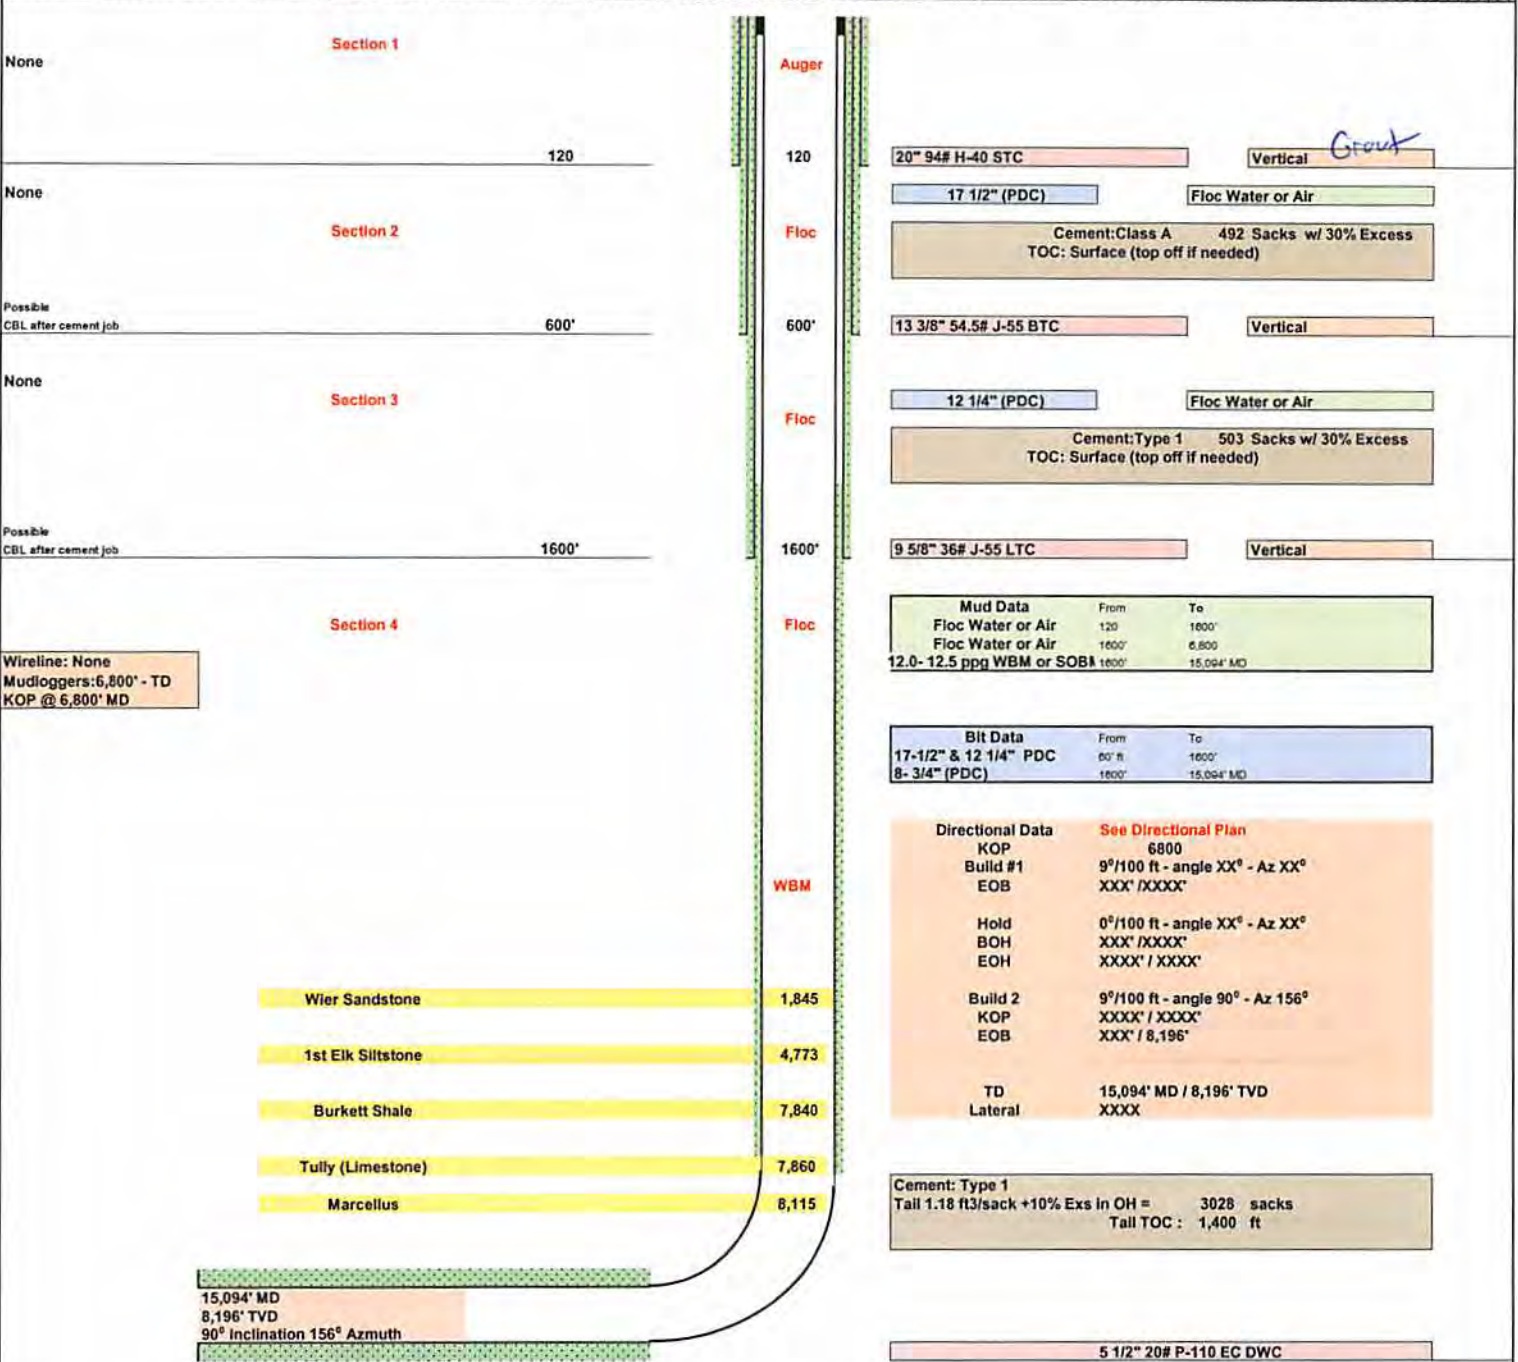 Section 1
None
Auger
Grout
120
120
20" 94# H-40 STC
Vertical
None
17 1/2" (PDC)
Floc Water or Air
Section 2
Floc
Cement:Class A 492 Sacks w/ 30% Excess
TOC: Surface (top off if needed)
Possible
CBL after cement job
600'
600'
13 3/8" 54.5# J-55 BTC
Vertical
None
Section 3
Floc
12 1/4" (PDC)
Floc Water or Air
Cement:Type 1 503 Sacks w/ 30% Excess
TOC: Surface (top off if needed)
Possible
CBL after cement job
1600'
1600'
9 5/8" 36# J-55 LTC
Vertical
Section 4
Floc
Mud Data From To
Floc Water or Air 120 1600'
Floc Water or Air 1600' 6,800
12.0- 12.5 ppg WBM or SOBM 1600' 15,094' MD
Wireline: None
Mudloggers:6,800' - TD
KOP @ 6,800' MD
Bit Data From To
17-1/2" & 12 1/4" PDC 60' ft 1600'
8- 3/4" (PDC) 1600' 15,094' MD
Directional Data See Directional Plan
KOP 6800
Build #1 9⁰/100 ft - angle XX⁰ - Az XX⁰
EOB XXX' /XXXX'
WBM
Hold 0⁰/100 ft - angle XX⁰ - Az XX⁰
BOH XXX' /XXXX'
EOH XXXX' / XXXX'
Build 2 9⁰/100 ft - angle 90⁰ - Az 156⁰
KOP XXXX' / XXXX'
EOB XXX' / 8,196'
TD 15,094' MD / 8,196' TVD
Lateral XXXX
Wier Sandstone 1,845
1st Elk Siltstone 4,773
Burkett Shale 7,840
Tully (Limestone) 7,860
Marcellus 8,115
Cement: Type 1
Tail 1.18 ft3/sack +10% Exs in OH = 3028 sacks
Tail TOC : 1,400 ft
15,094' MD
8,196' TVD
90⁰ Inclination 156⁰ Azmuth
5 1/2" 20# P-110 EC DWC